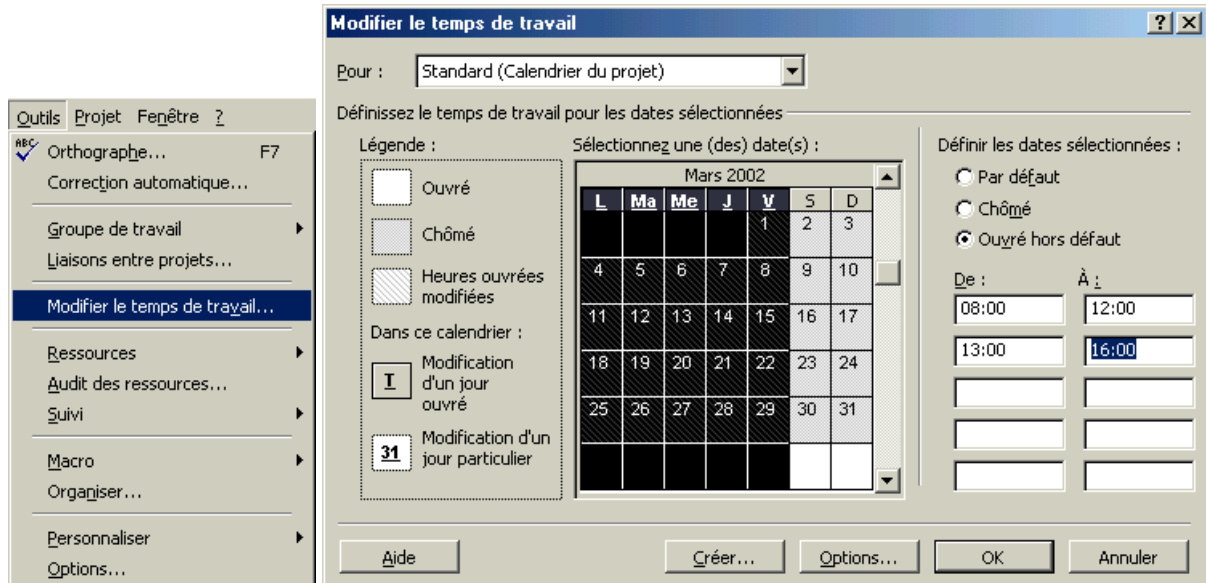 Outils Projet Fenêtre ?
ABC Orthographe... F7
Correction automatique...
Groupe de travail
Liaisons entre projets...
Modifier le temps de travail...
Ressources
Audit des ressources...
Suivi
Macro
Organiser...
Personnaliser
Options...
Modifier le temps de travail
Pour : Standard (Calendrier du projet)
Définissez le temps de travail pour les dates sélectionnées
Légende :
Ouvré
Chômé
Heures ouvrées
modifiées
Dans ce calendrier :
T
Modification
d'un jour
ouvré
31
Modification d'un
jour particulier
Sélectionnez une (des) date(s) :
Mars 2002
L Ma Me J V S D
1 2 3
4 5 6 7 8 9 10
11 12 13 14 15 16 17
18 19 20 21 22 23 24
25 26 27 28 29 30 31
Définir les dates sélectionnées :
Par défaut
Chômé
Ouvré hors défaut
De : À :
08:00 12:00
13:00 16:00
Aide Créer... Options... OK Annuler